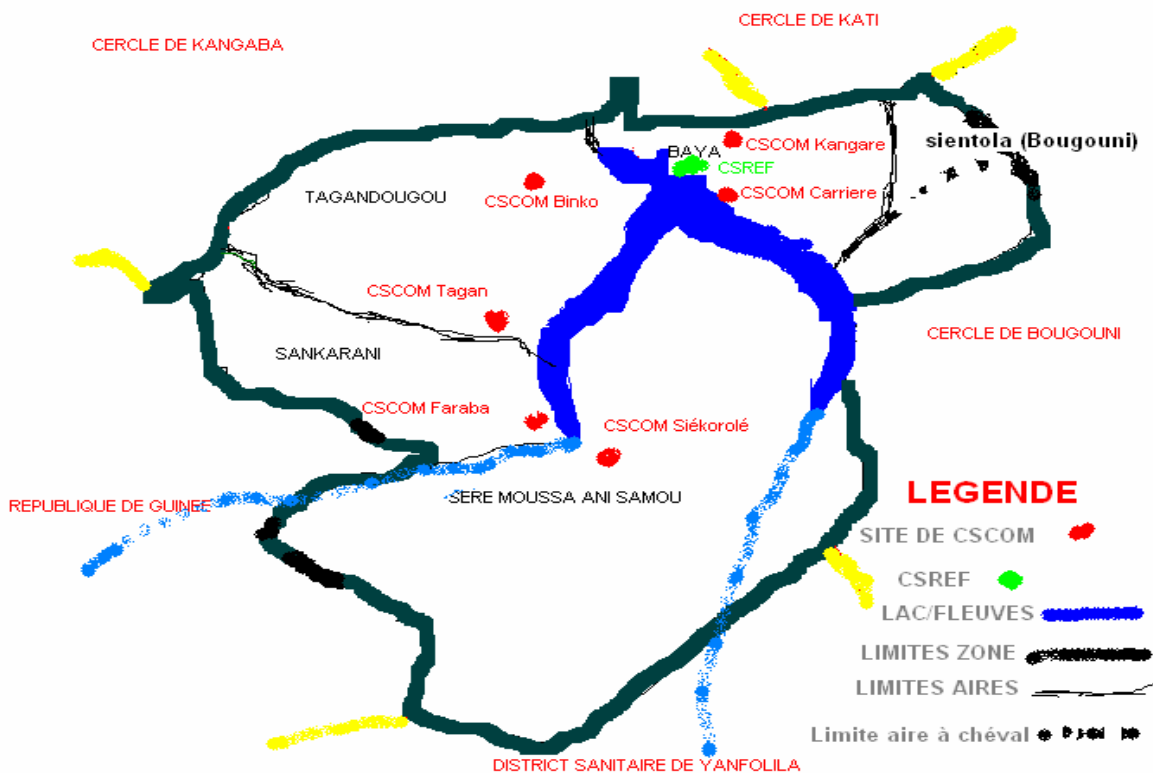 CERCLE DE KATI
CERCLE DE KANGABA
sientola (Bougouni)
CSCOM Kangare
BAYA
CSREF
TAGANDOUGOU
CSCOM Binko
CSCOM Carriere
CSCOM Tagan
CERCLE DE BOUGOUNI
SANKARANI
CSCOM Faraba
CSCOM Siékorolé
SERE MOUSSA ANI SAMOU
REPUBLIQUE DE GUINEE
LEGENDE
SITE DE CSCOM
CSREF
LAC/FLEUVES
LIMITES ZONE
LIMITES AIRES
Limite aire à chéval
DISTRICT SANITAIRE DE YANFOLILA